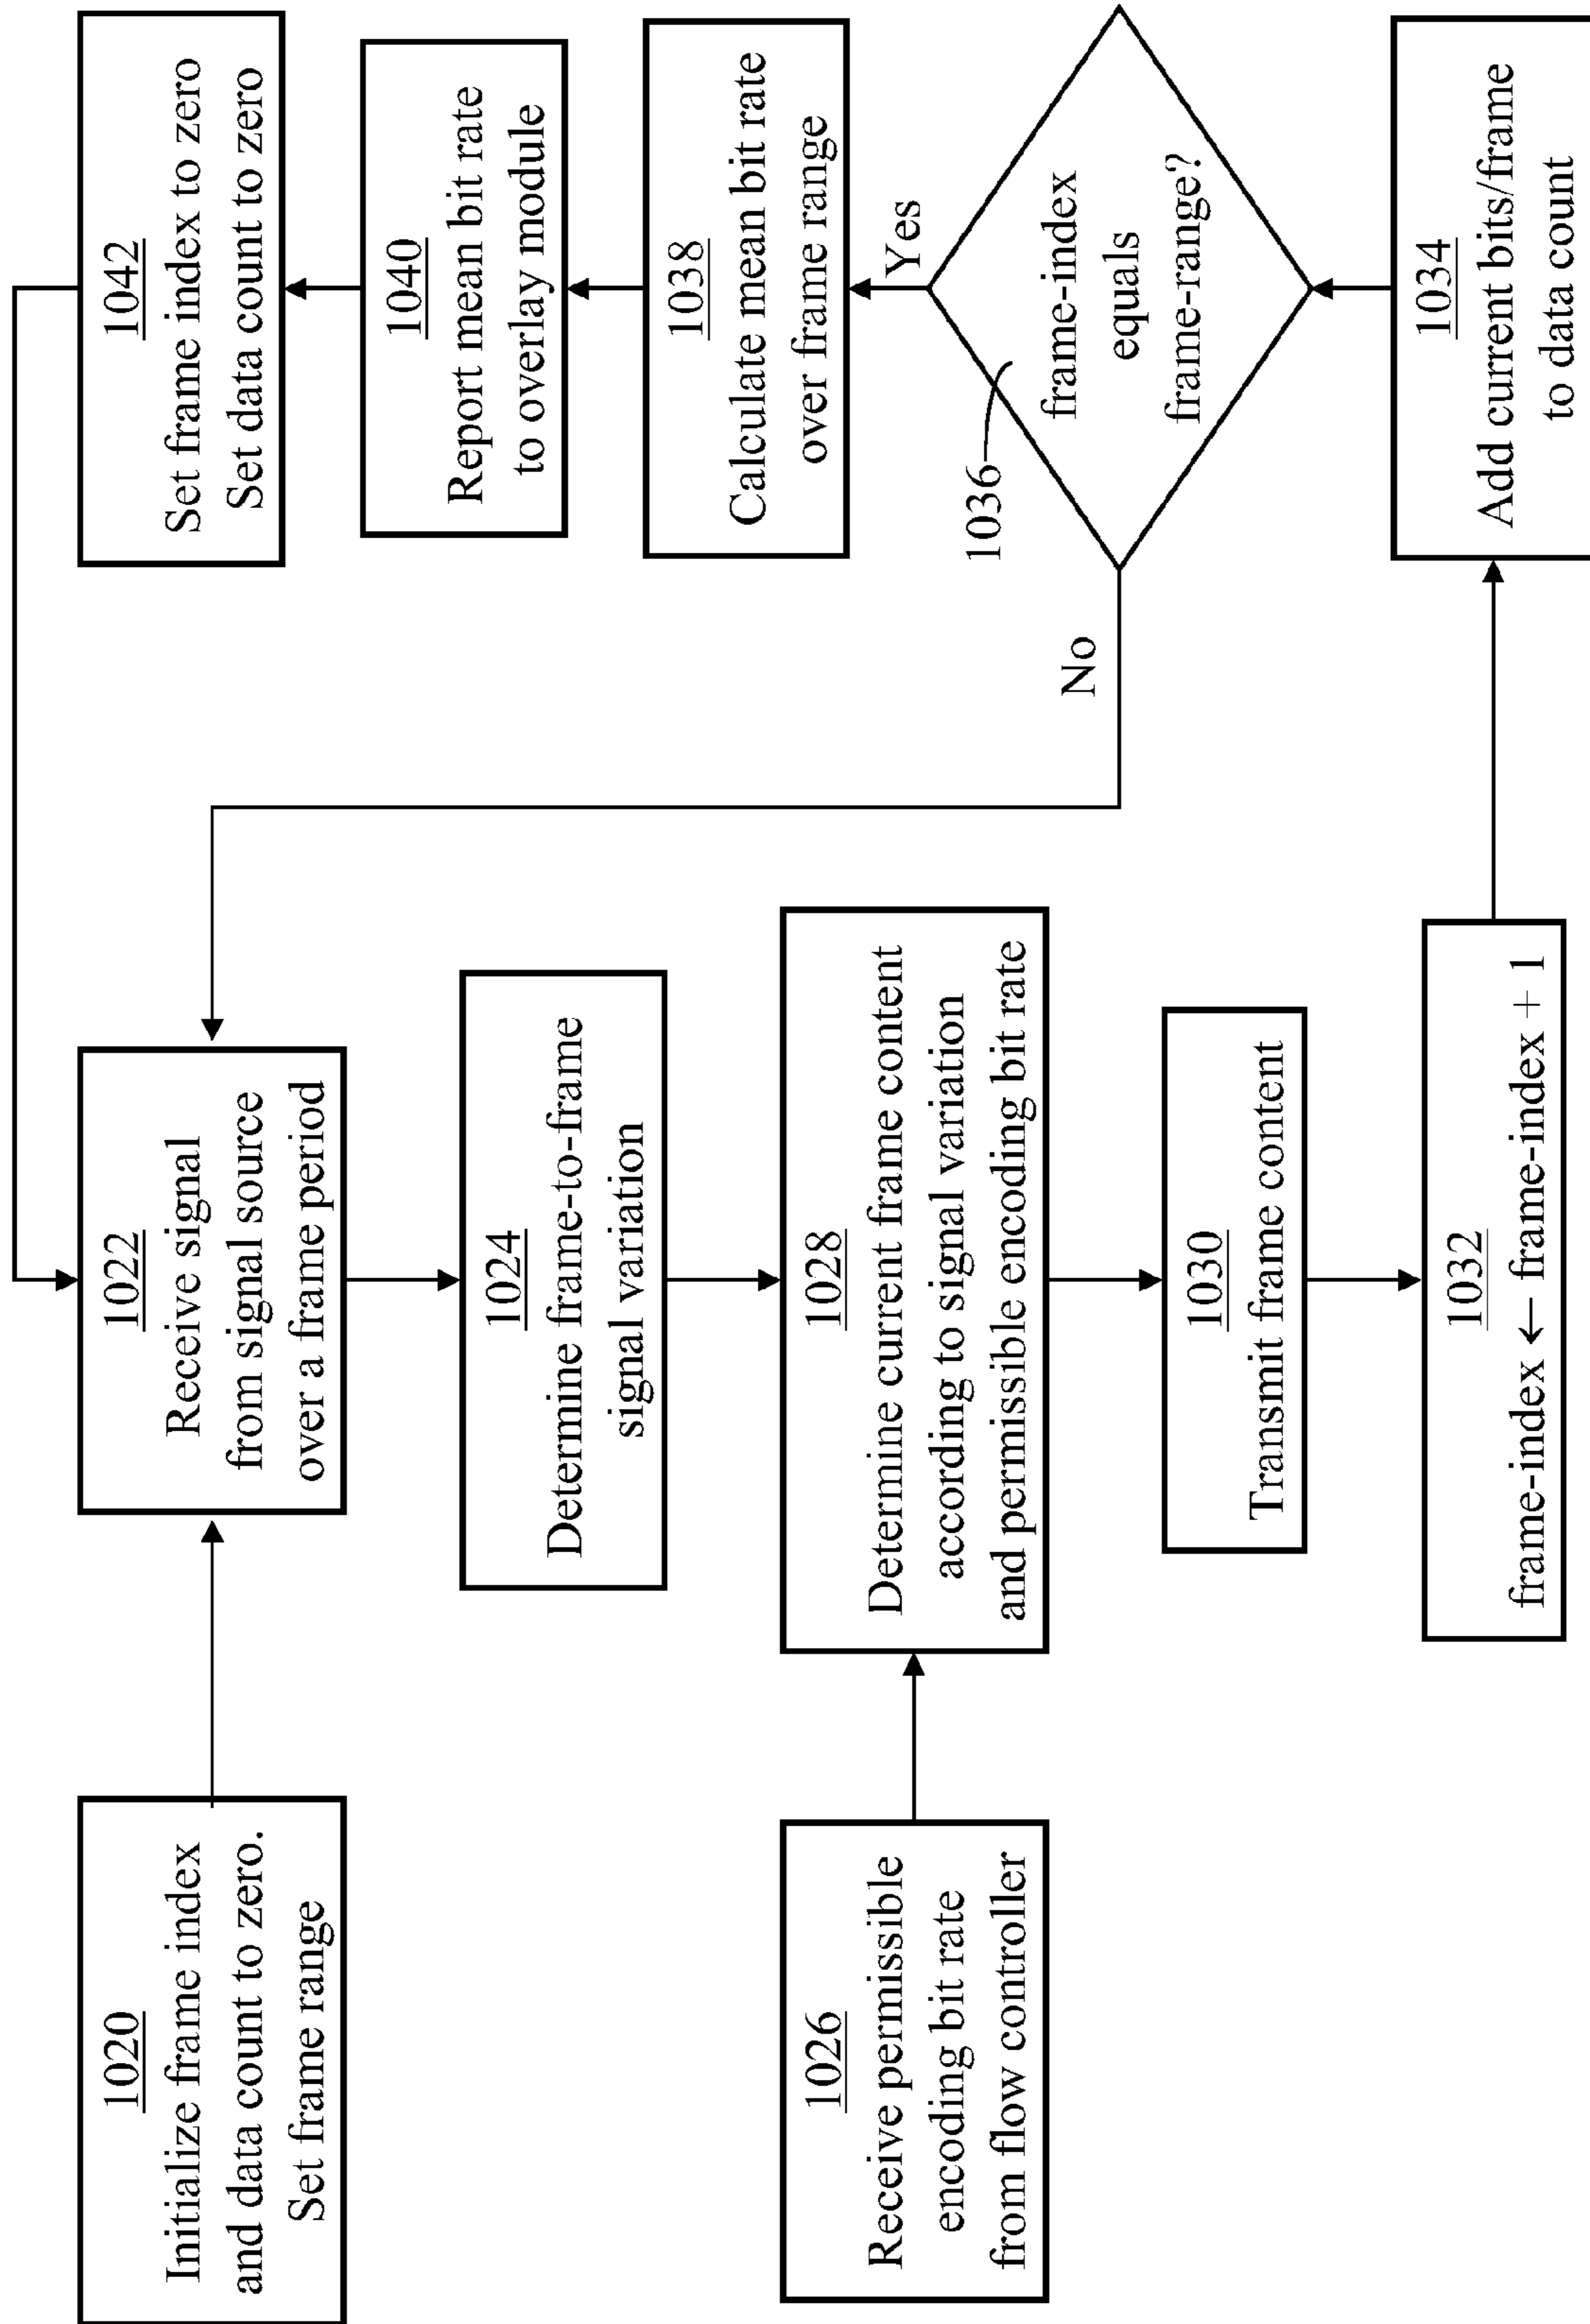 1020
Initialize frame index
and data count to zero.
Set frame range
1022
Receive signal
from signal source
over a frame period
1024
Determine frame-to-frame
signal variation
1026
Receive permissible
encoding bit rate
from flow controller
1028
Determine current frame content
according to signal variation
and permissible encoding bit rate
1030
Transmit frame content
1032
frame-index ← frame-index + 1
1034
Add current bits/frame
to data count
1036
frame-index
equals
frame-range?
No
Yes
1038
Calculate mean bit rate
over frame range
1040
Report mean bit rate
to overlay module
1042
Set frame index to zero
Set data count to zero